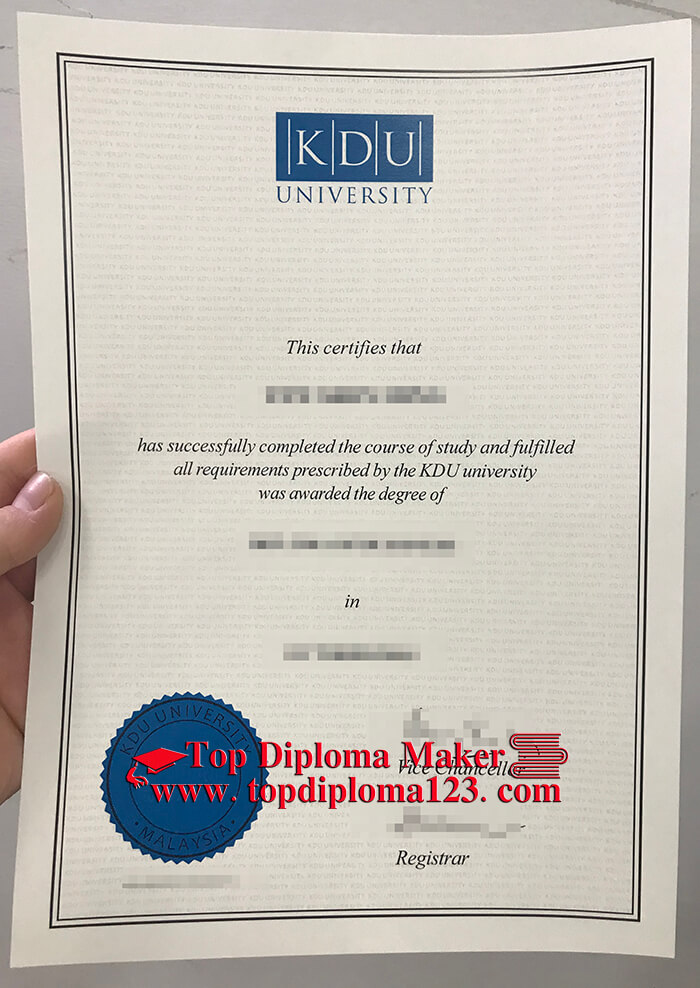 |K|D|U|
UNIVERSITY
This certifies that
has successfully completed the course of study and fulfilled
all requirements prescribed by the KDU university
was awarded the degree of
in
KDU UNIVERSITY
Top Diploma Maker
Vice Chancellor
www. topdiploma123. com
• MALAYSIA •
Registrar